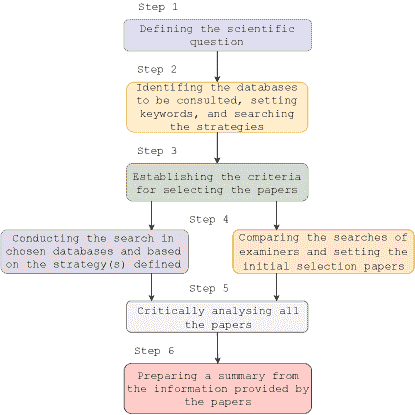 Step 1
Defining the scientific
question
Step 2
Identifing the databases
to be consulted, setting
keywords, and searching
the strategies
Step 3
Establishing the criteria
for selecting the papers
Step 4
Conducting the search in
chosen databases and based
on the strategy(s) defined
Comparing the searches of
examiners and setting the
initial selection papers
Step 5
Critically analysing all
the papers
Step 6
Preparing a summary from
the information provided by
the papers